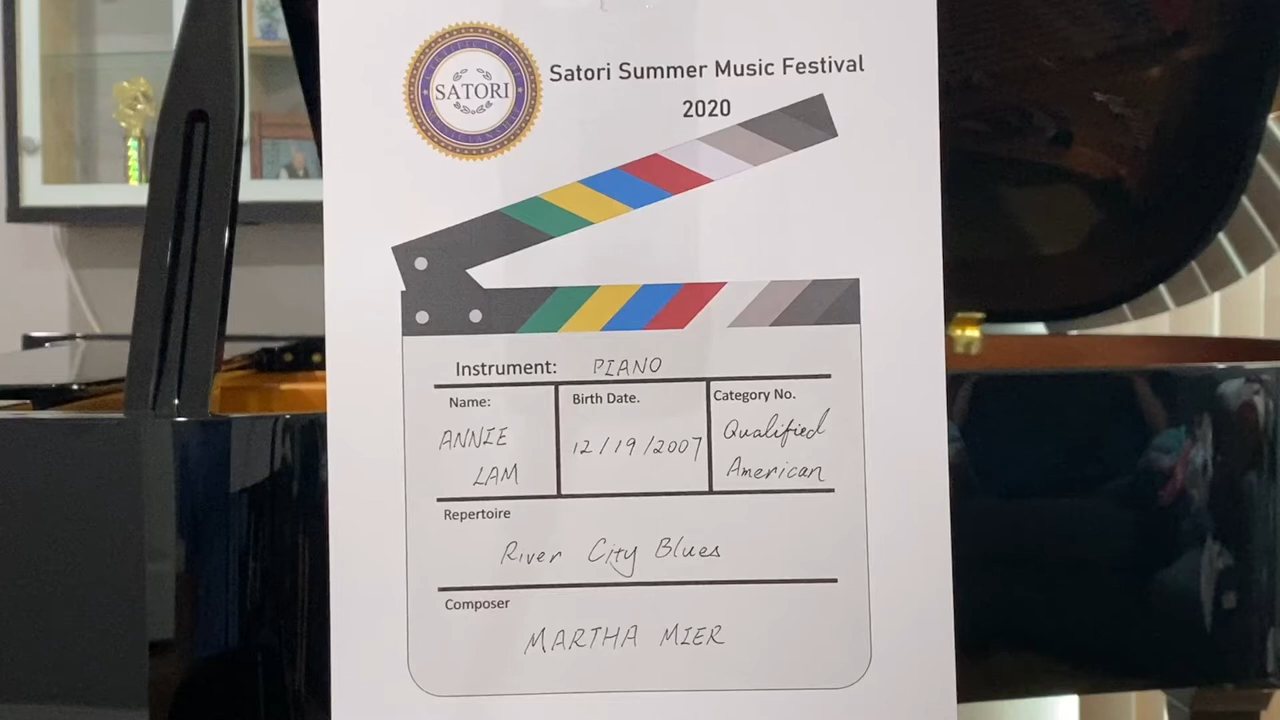 SATORI
Satori Summer Music Festival
2020
Instrument: PIANO
Name:
ANNIE
LAM
Birth Date.
12/19/2007
Category No.
Qualified
American
Repertoire
River City Blues
Composer
MARTHA MIER